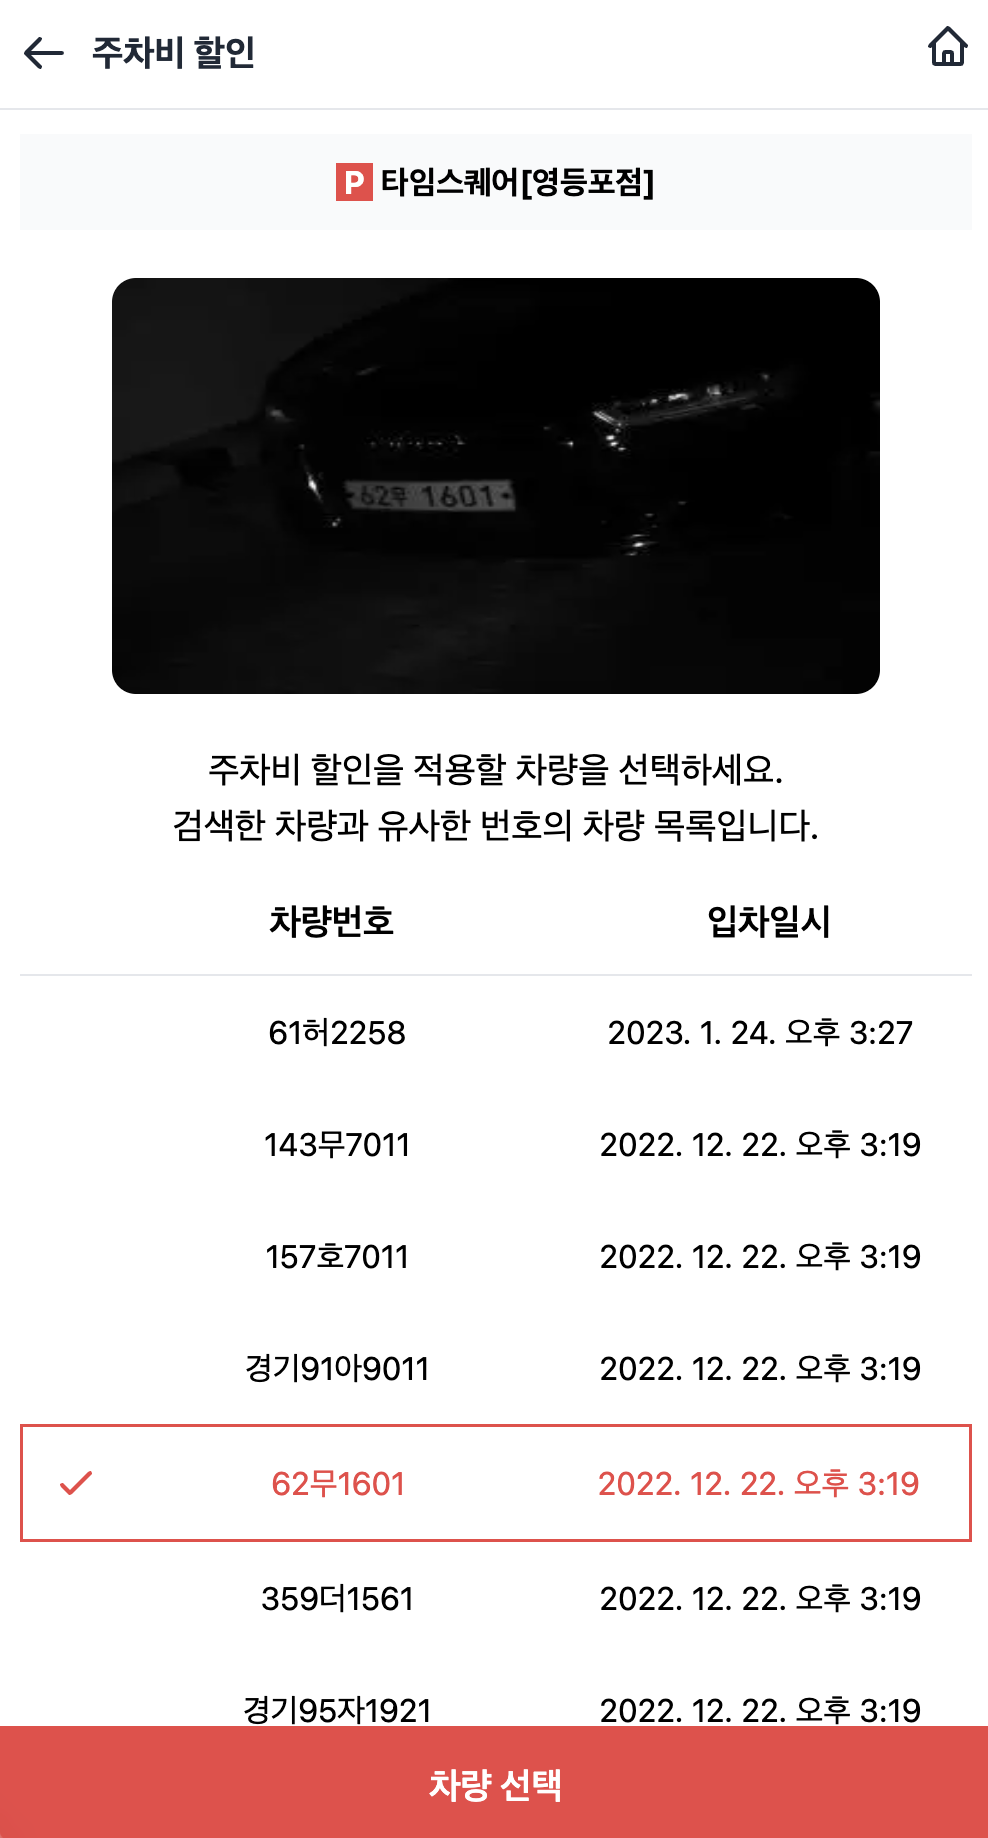 주차비 할인
P 타임스퀘어[영등포점]
62무 1601
주차비 할인을 적용할 차량을 선택하세요.
검색한 차량과 유사한 번호의 차량 목록입니다.
차량번호 입차일시
61허2258 2023. 1. 24. 오후 3:27
143무7011 2022. 12. 22. 오후 3:19
157호7011 2022. 12. 22. 오후 3:19
경기91아9011 2022. 12. 22. 오후 3:19
62무1601 2022. 12. 22. 오후 3:19
359더1561 2022. 12. 22. 오후 3:19
경기95자1921 2022. 12. 22. 오후 3:19
차량 선택